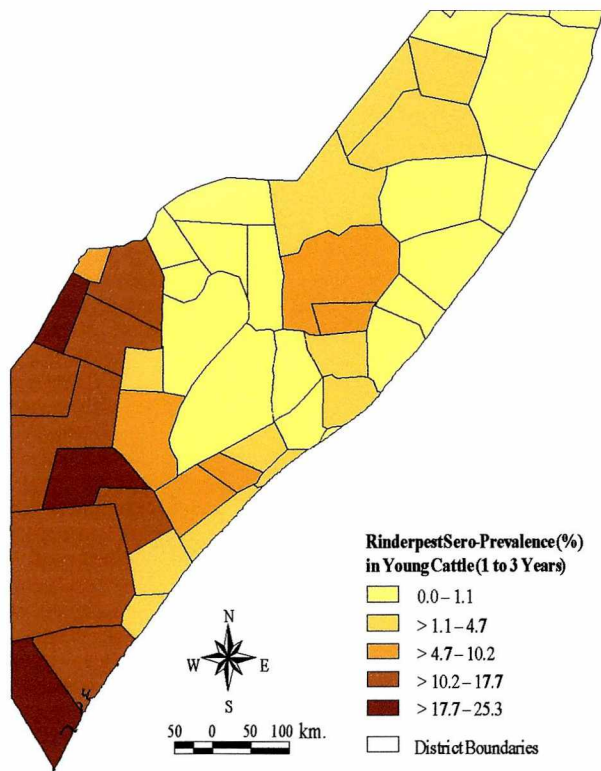 N
W E
S
50 0 50 100 km.
RinderpestSero-Prevalence(%)
in Young Cattle (1 to 3 Years)
0.0 – 1.1
> 1.1 – 4.7
> 4.7 – 10.2
> 10.2 – 17.7
> 17.7 – 25.3
District Boundaries